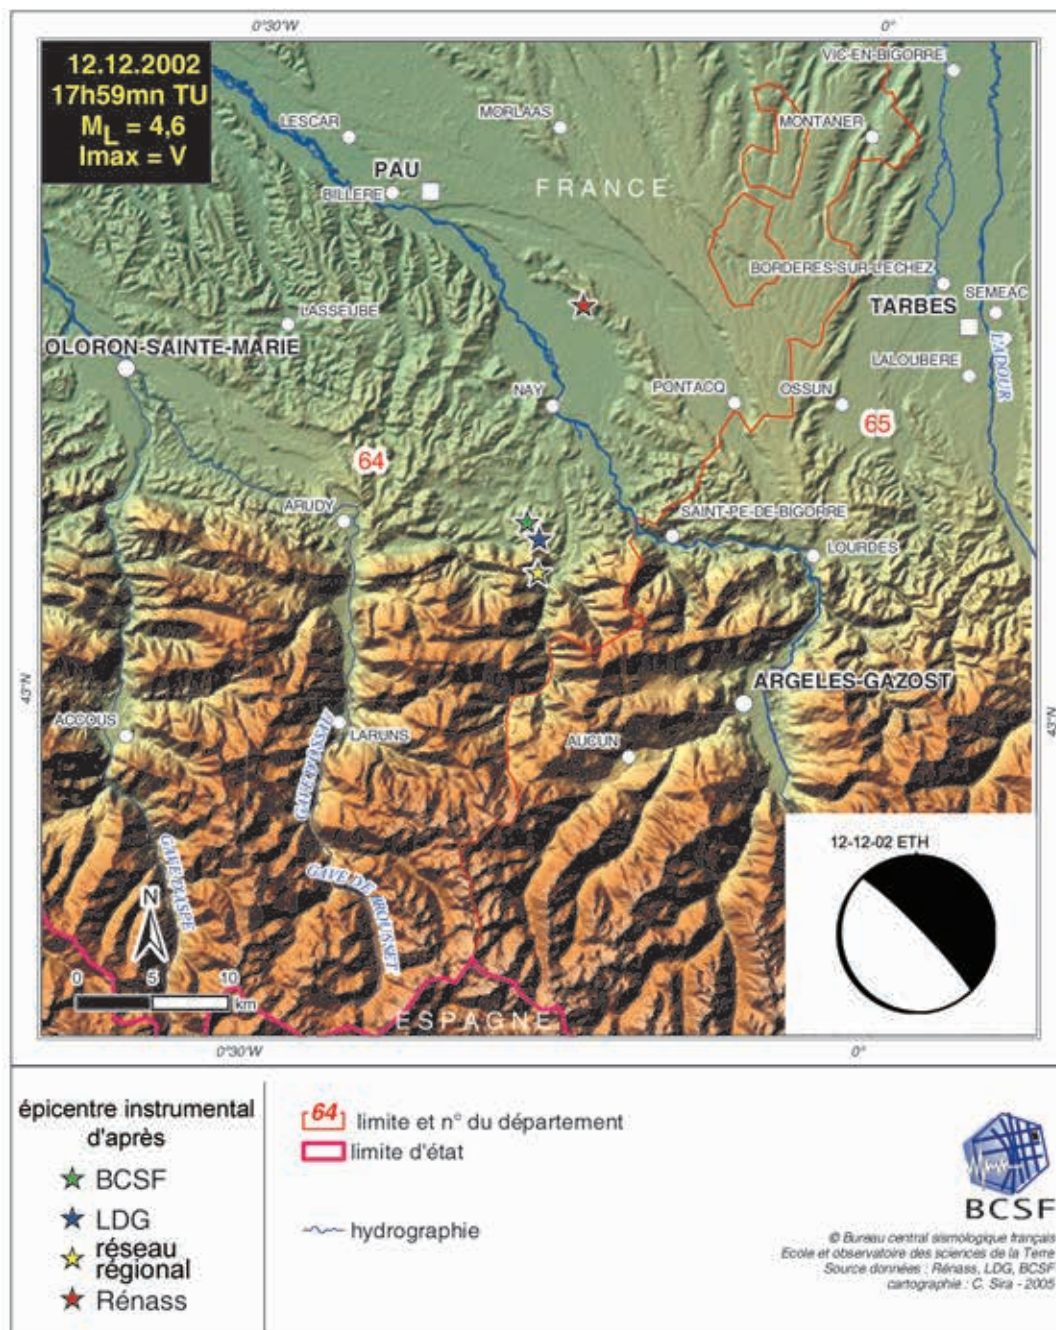 0°30'W
0°
12.12.2002
17h59mn TU
ML = 4,6
Imax = V
VIC-EN-BIGORRE
LESCAR
MORLAAS
MONTANER
PAU
BILLERE
FRANCE
BORDERES-SUR-L'ECHEZ
SEMEAC
TARBES
LASSEUBE
OLORON-SAINTE-MARIE
L'ADOUR
LALOUBERE
NAY
PONTACQ
OSSUN
65
64
ARUDY
SAINT-PE-DE-BIGORRE
LOURDES
43°N
ARGELES-GAZOST
43°N
ACCOUS
LARUNS
AUCUN
GAVE D'OSSAU
GAVE D'ASPE
GAVE DE BROUSSET
12-12-02 ETH
N
0 5 10
km
ESPAGNE
0°30'W
0°
épicentre instrumental
d'après
BCSF
LDG
réseau
régional
Rénass
64 limite et n° du département
limite d'état
hydrographie
BCSF
© Bureau central sismologique français
Ecole et observatoire des sciences de la Terre
Source données : Rénass, LDG, BCSF
cartographie : C. Sira - 2005